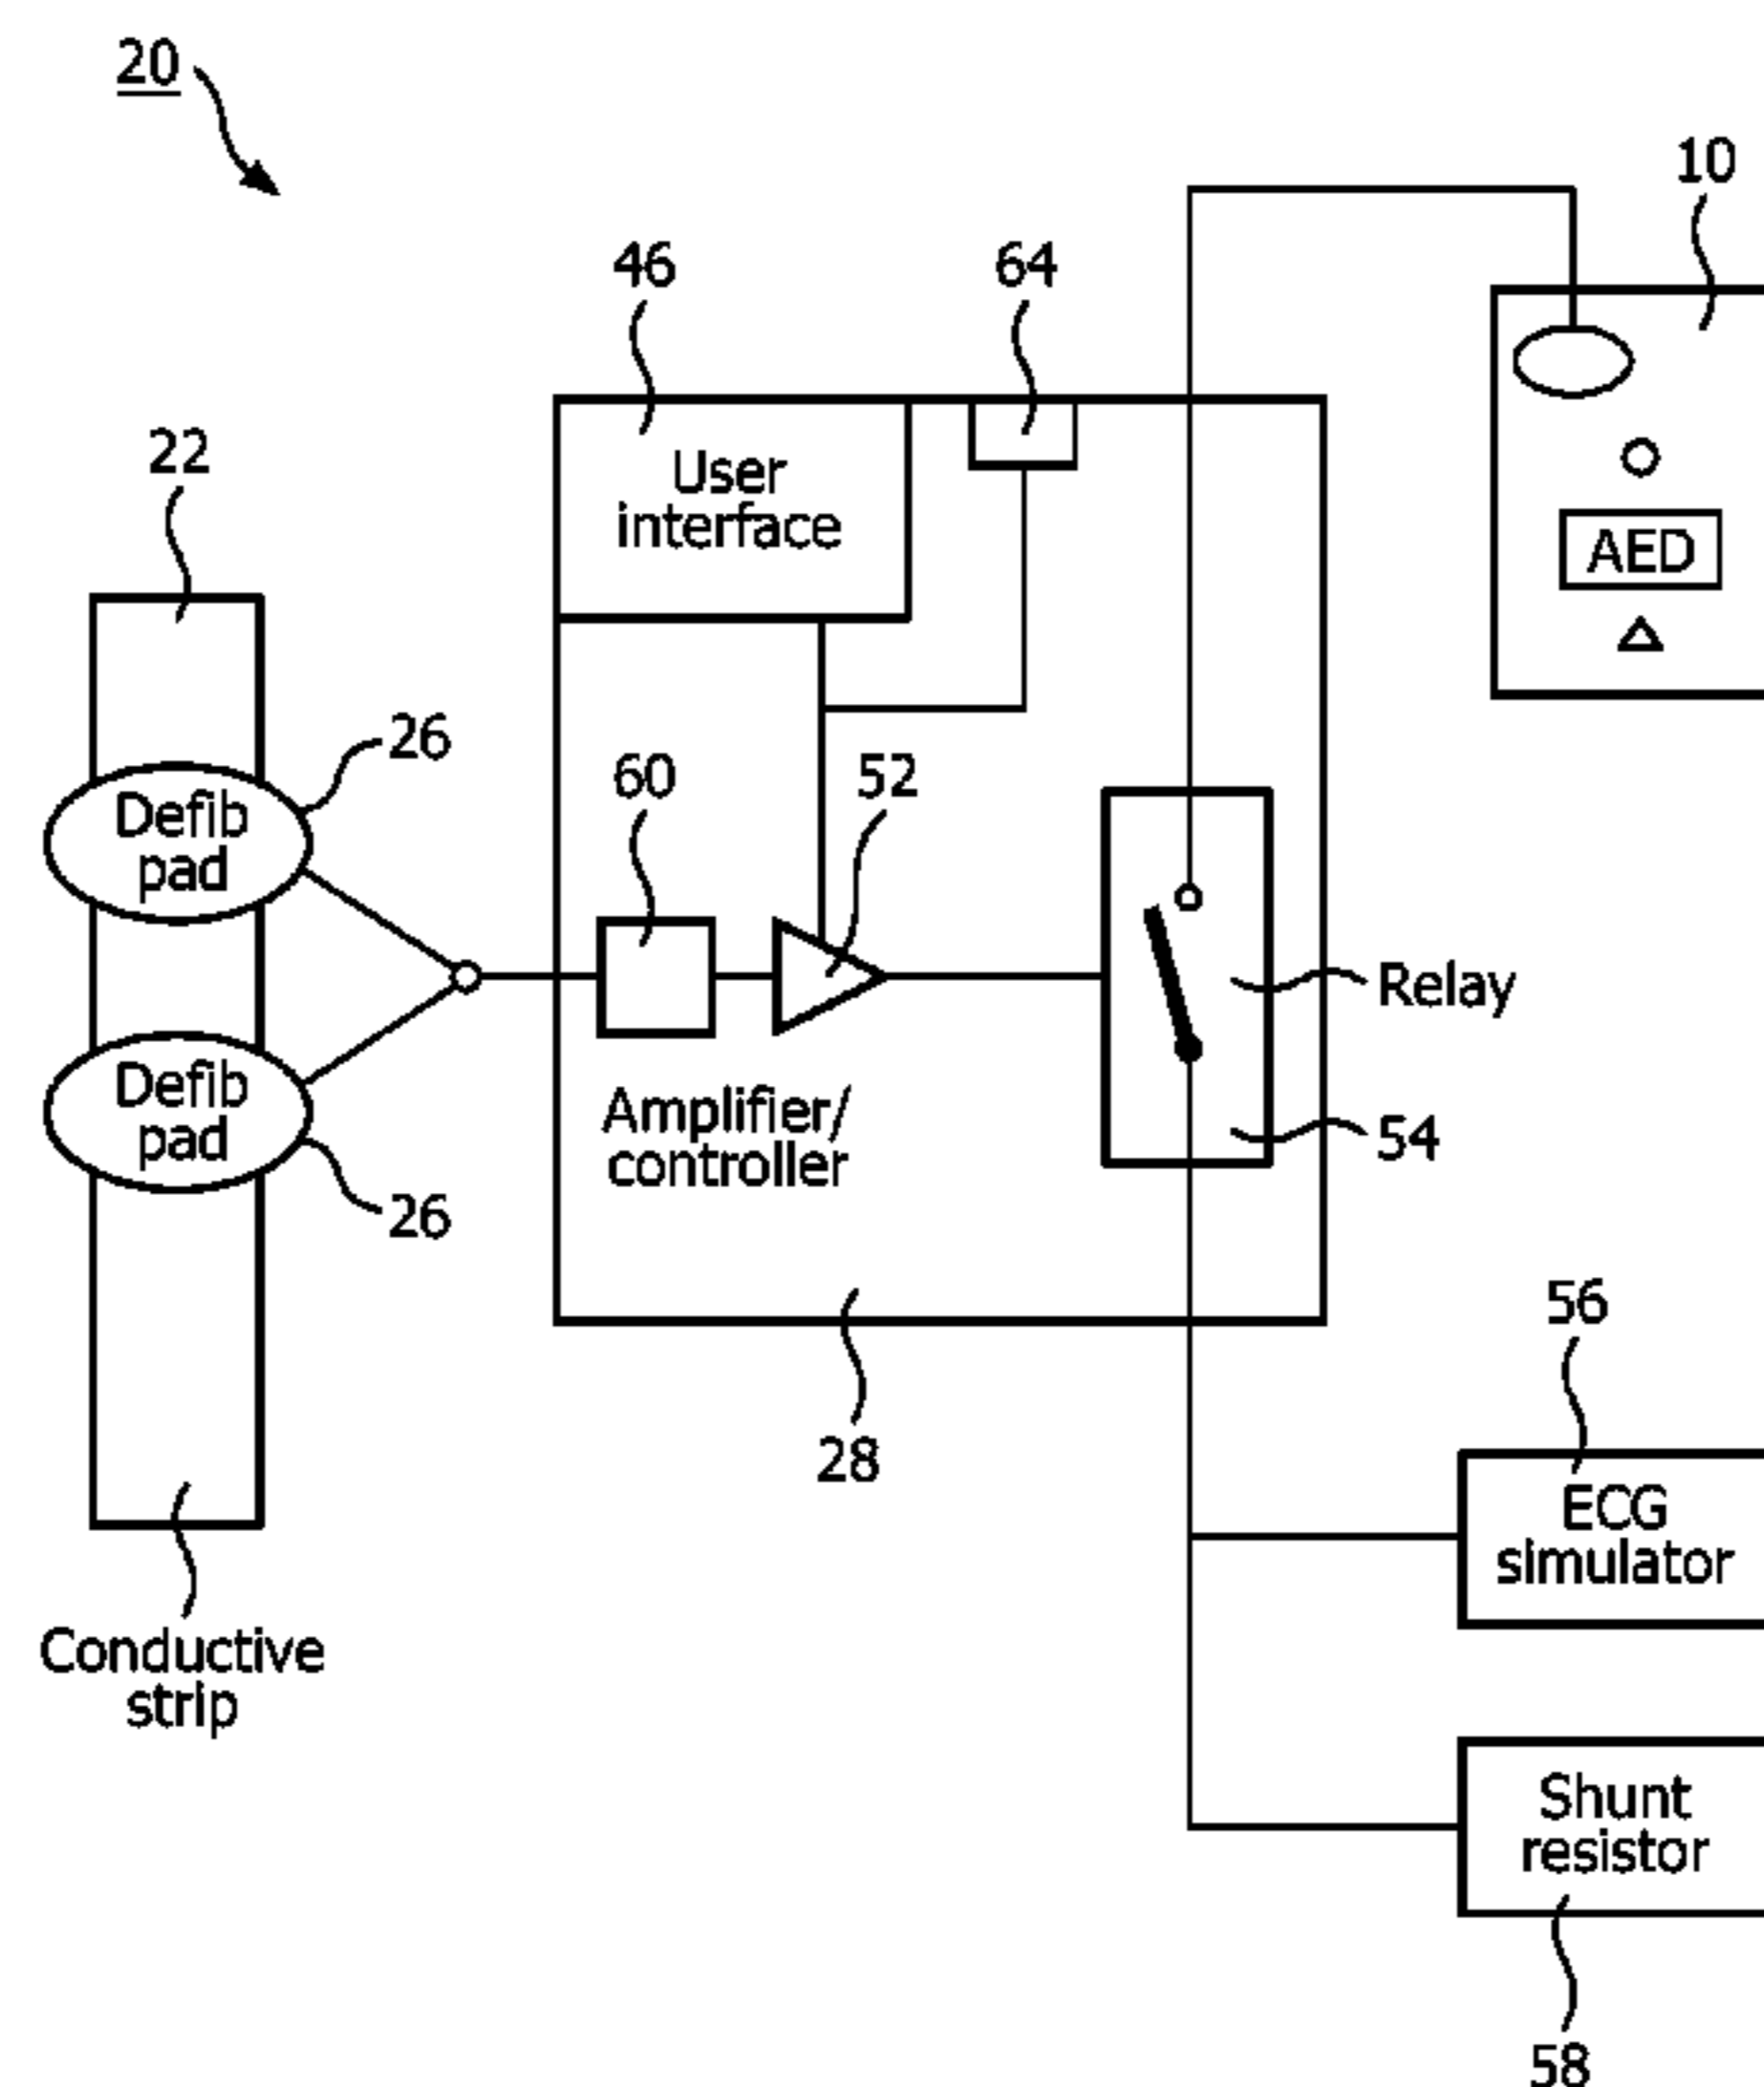 20
10
46
64
User
interface
22
AED
26
Defib
pad
60
52
Relay
Defib
pad
Amplifier/
controller
54
26
56
28
ECG
simulator
Conductive
strip
Shunt
resistor
58